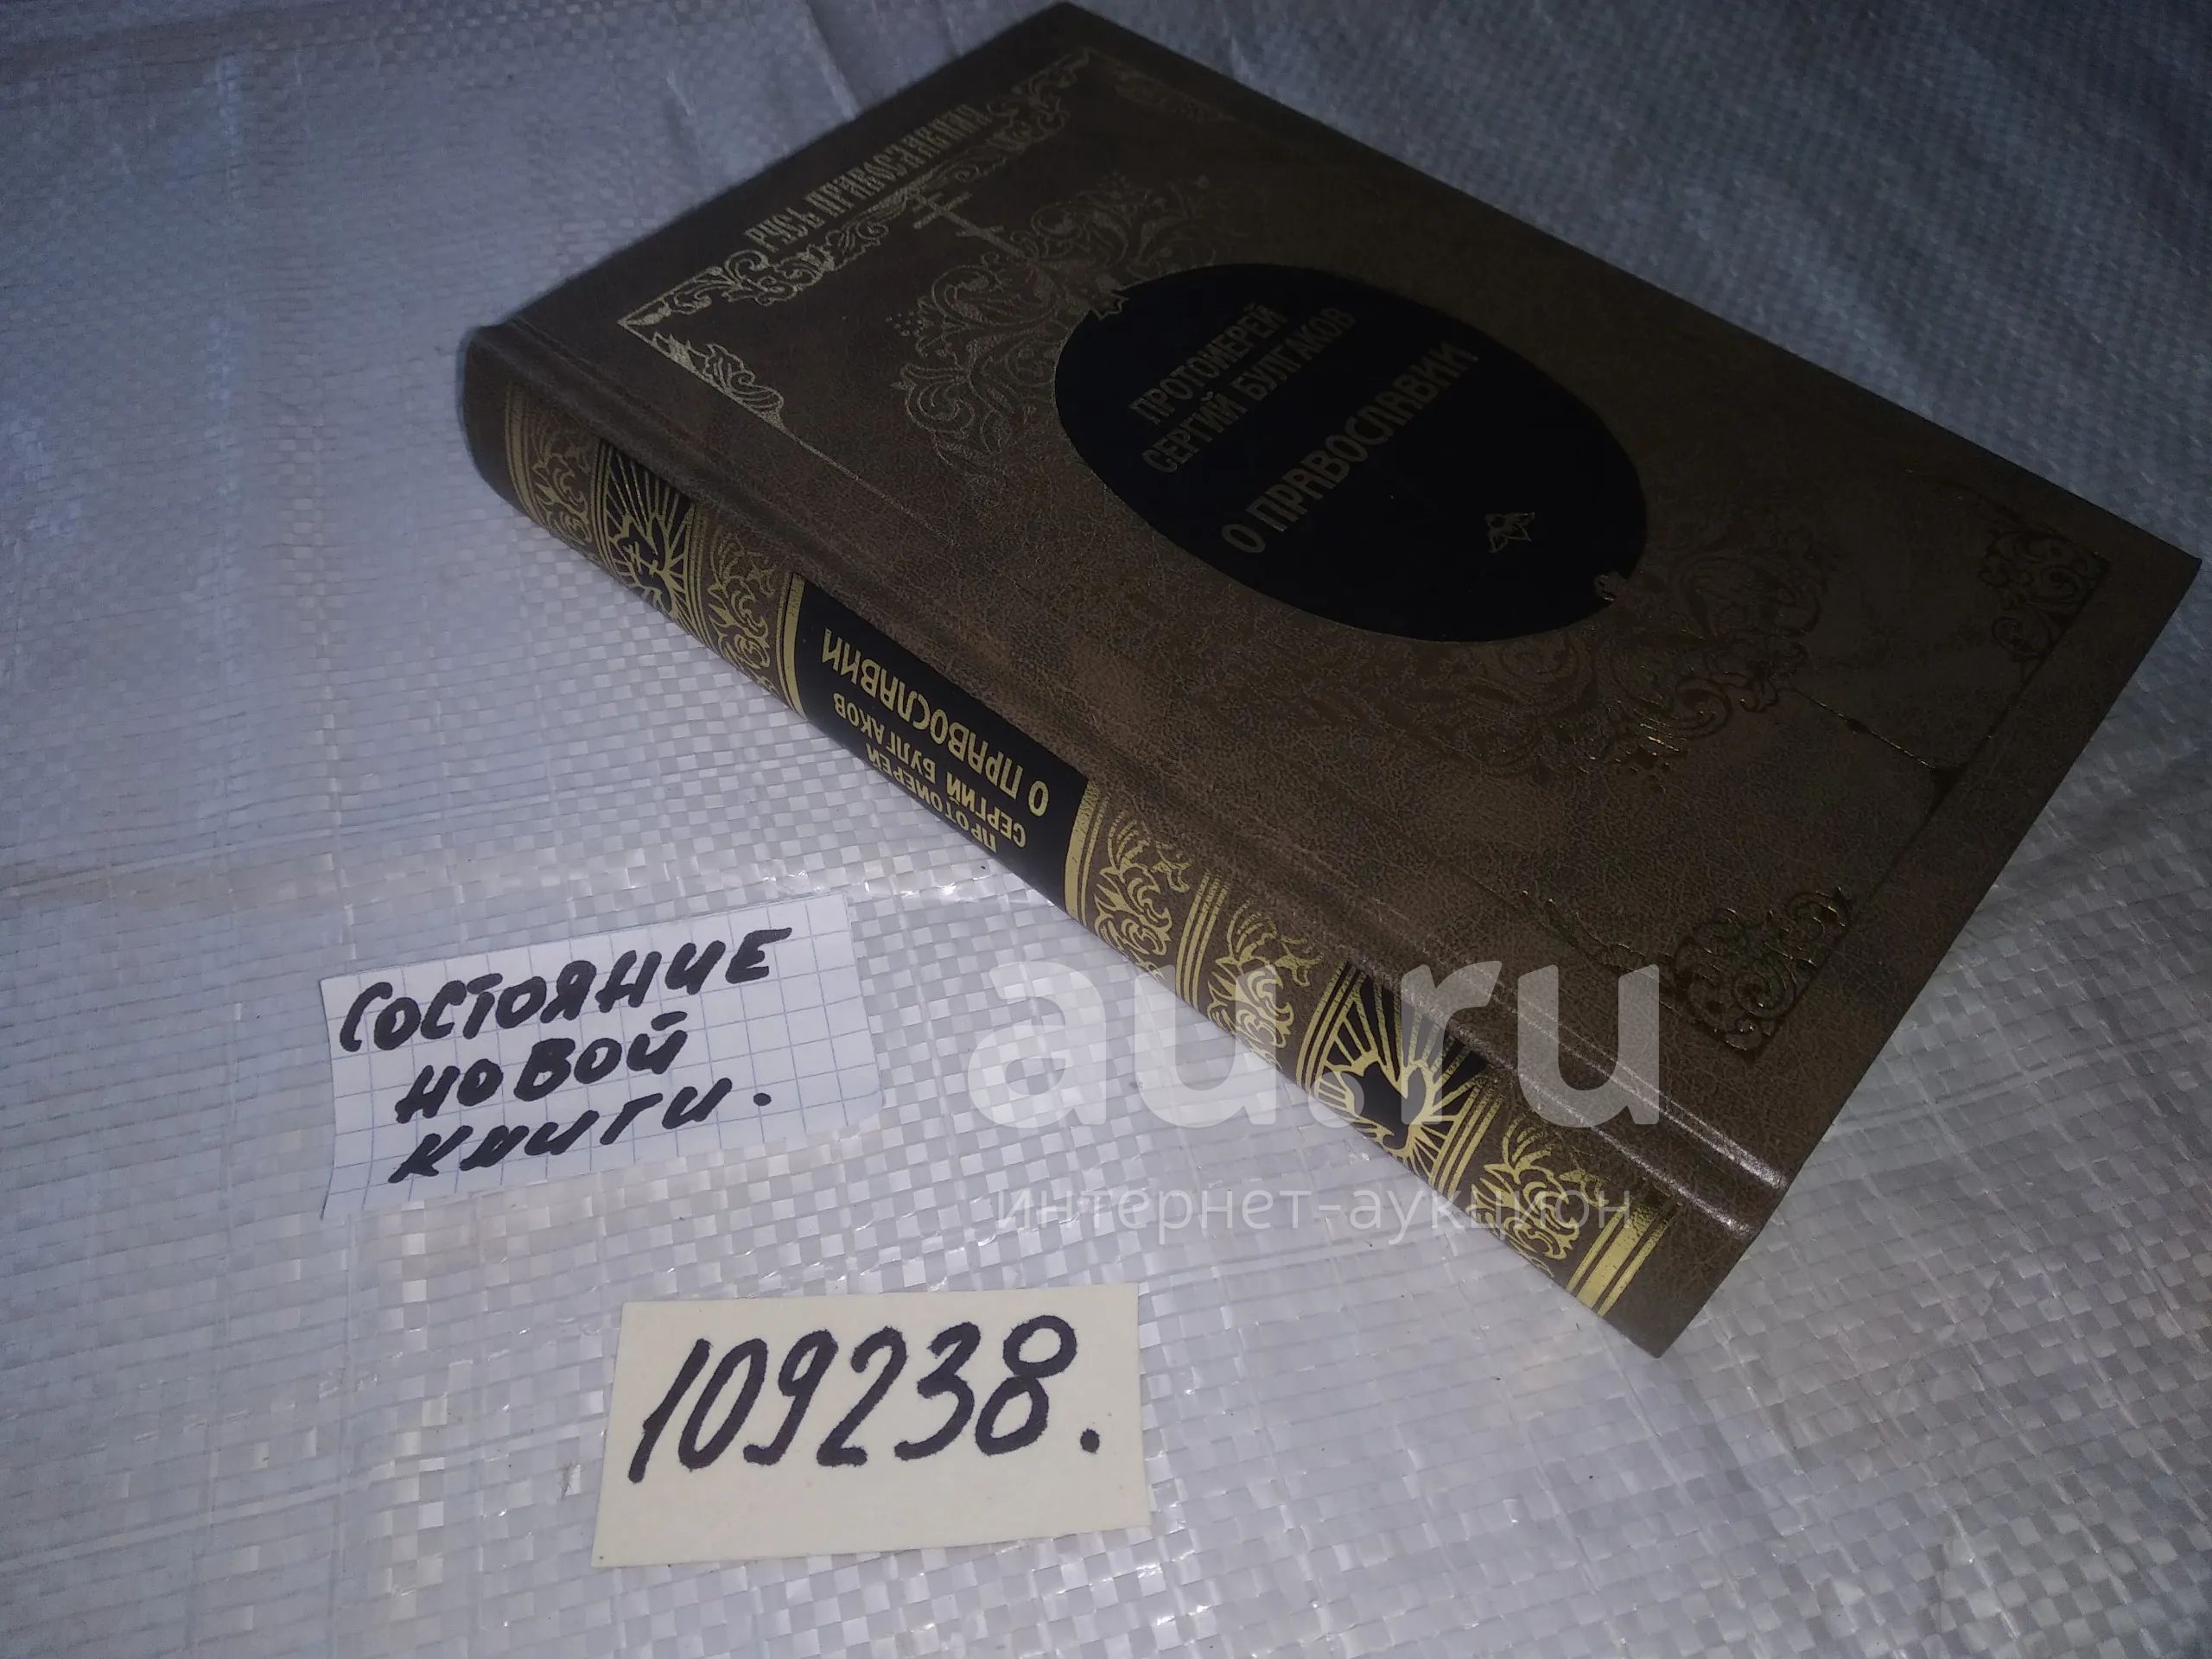 РУСЬ ПРАВОСЛАВНАЯ
ПРОТОИЕРЕЙ
СЕРГИЙ БУЛГАКОВ
О ПРАВОСЛАВИИ
ПРОТОИЕРЕЙ
СЕРГИЙ БУЛГАКОВ
О ПРАВОСЛАВИИ
СОСТОЯНИЕ
НОВОЙ
КНИГИ.
109238.
au.ru
интернет-аукцион